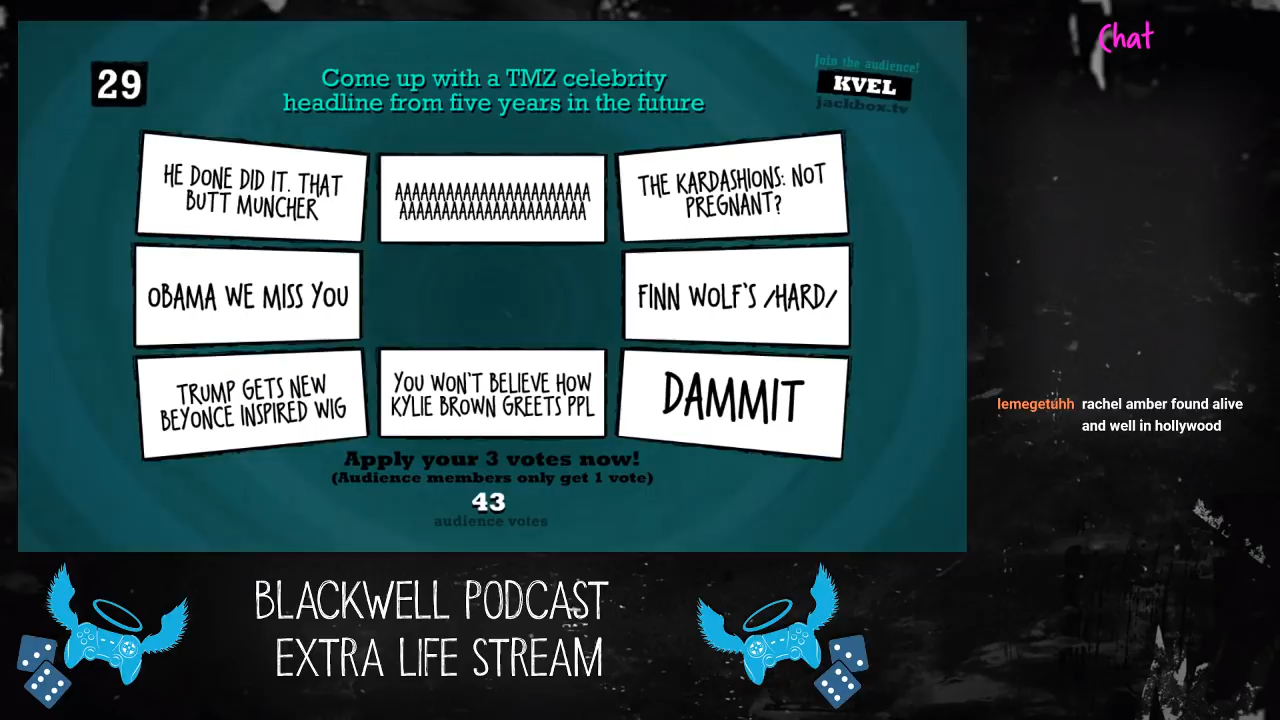 29
Come up with a TMZ celebrity
headline from five years in the future
Join the audience!
KVEL
jackbox.tv
Chat
HE DONE DID IT. THAT
BUTT MUNCHER
AAAAAAAAAAAAAAAAAAAAAAA
AAAAAAAAAAAAAAAAAAAAAA
THE KARDASHIONS: NOT
PREGNANT?
OBAMA WE MISS YOU
FINN WOLF'S /HARD/
TRUMP GETS NEW
BEYONCE INSPIRED WIG
YOU WON'T BELIEVE HOW
KYLIE BROWN GREETS PPL
DAMMIT
lemegetuhh rachel amber found alive
and well in hollywood
Apply your 3 votes now!
(Audience members only get 1 vote)
43
audience votes
BLACKWELL PODCAST
EXTRA LIFE STREAM